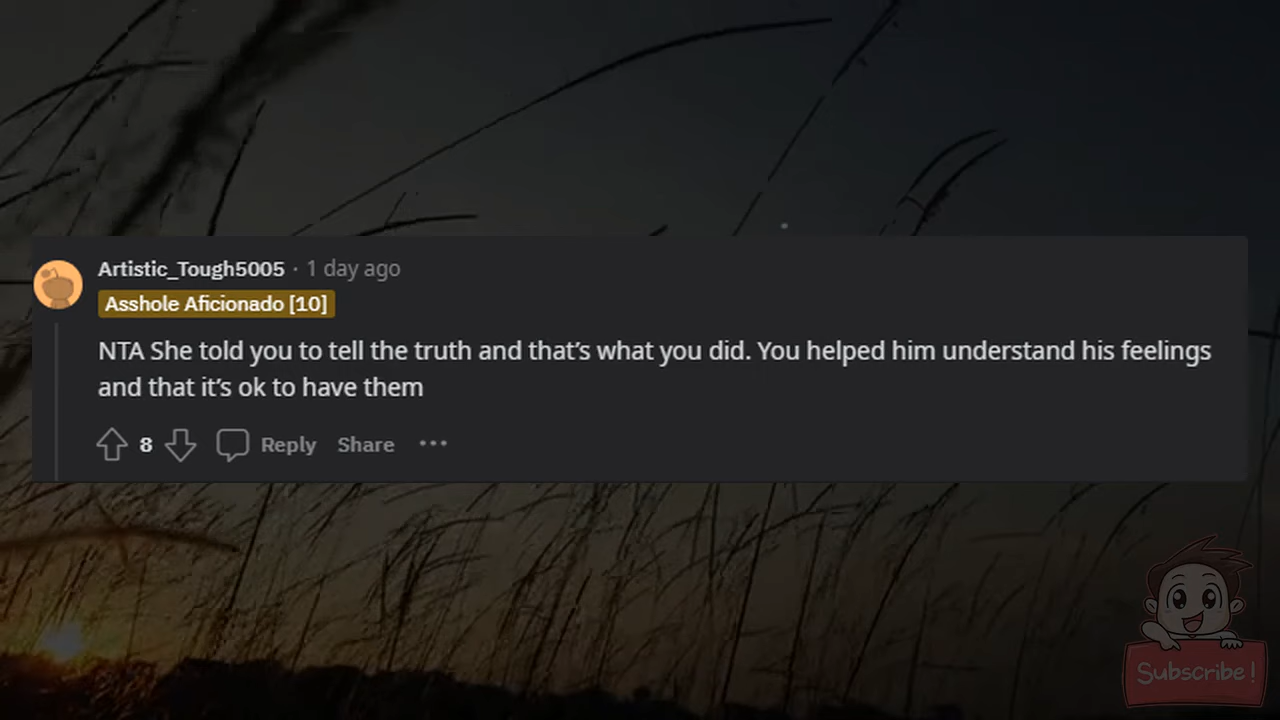 Artistic_Tough5005 · 1 day ago
Asshole Aficionado [10]
NTA She told you to tell the truth and that’s what you did. You helped him understand his feelings
and that it’s ok to have them
8 Reply Share ···
Subscribe!